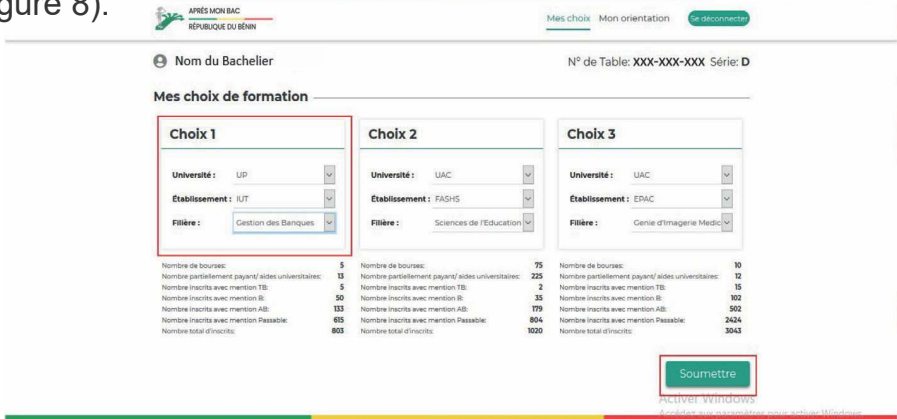 gure 8).
APRÈS MON BAC
RÉPUBLIQUE DU BÉNIN
Mes choix Mon orientation Se déconnecter
Nom du Bachelier
N° de Table: XXX-XXX-XXX Série: D
Mes choix de formation
Choix 1
Université : UP
Établissement : IUT
Filière : Gestion des Banques
Nombre de bourses: 5
Nombre partiellement payant/ aides universitaires: 13
Nombre inscrits avec mention TB: 5
Nombre inscrits avec mention B: 50
Nombre inscrits avec mention AB: 133
Nombre inscrits avec mention Passable: 615
Nombre total d'inscrits: 803
Choix 2
Université : UAC
Établissement : FASHS
Filière : Sciences de l'Education
Nombre de bourses: 75
Nombre partiellement payant/ aides universitaires: 225
Nombre inscrits avec mention TB: 2
Nombre inscrits avec mention B: 35
Nombre inscrits avec mention AB: 179
Nombre inscrits avec mention Passable: 804
Nombre total d'inscrits: 1020
Choix 3
Université : UAC
Établissement : EPAC
Filière : Genie d'Imagerie Medic
Nombre de bourses: 10
Nombre partiellement payant/ aides universitaires: 12
Nombre inscrits avec mention TB: 15
Nombre inscrits avec mention B: 102
Nombre inscrits avec mention AB: 502
Nombre inscrits avec mention Passable: 2424
Nombre total d'inscrits: 3043
Soumettre
Activer Windows
Accédez aux paramètres pour activer Windows